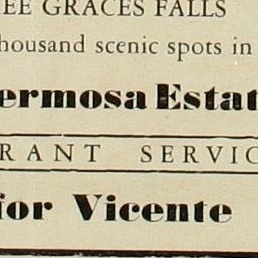 EE GRACES FALLS
housand scenic spots in
ermosa Estat
RANT SERVIC
for Vicente